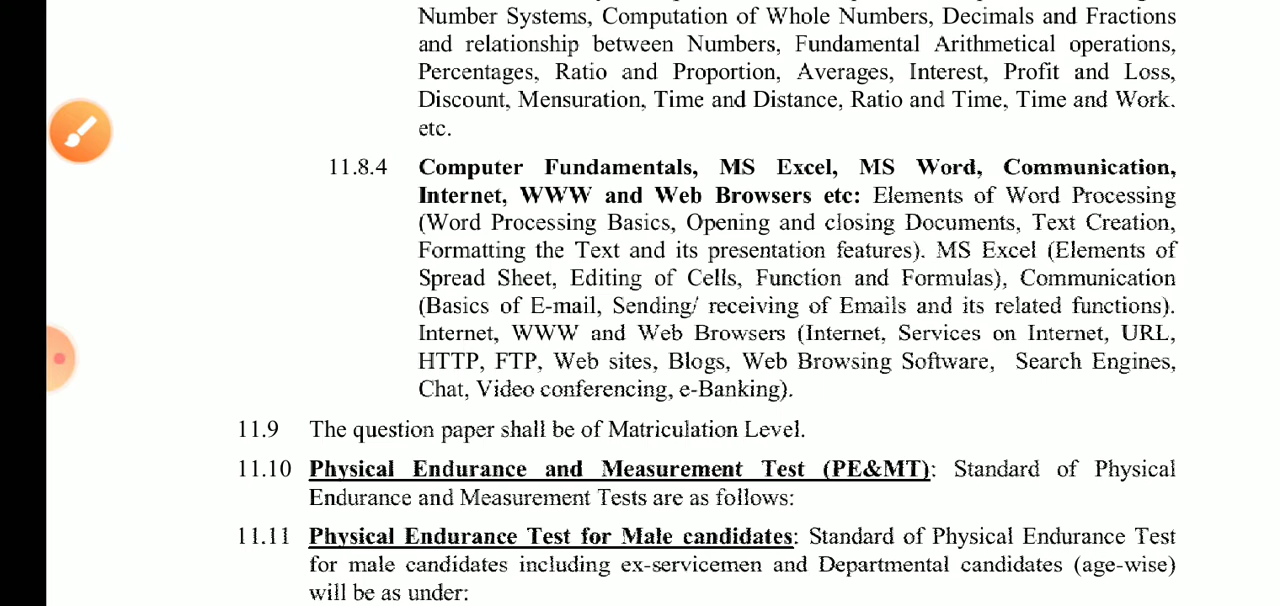 Number Systems, Computation of Whole Numbers, Decimals and Fractions
and relationship between Numbers, Fundamental Arithmetical operations,
Percentages, Ratio and Proportion, Averages, Interest, Profit and Loss,
Discount, Mensuration, Time and Distance, Ratio and Time, Time and Work.
etc.
11.8.4 Computer Fundamentals, MS Excel, MS Word, Communication,
Internet, WWW and Web Browsers etc: Elements of Word Processing
(Word Processing Basics, Opening and closing Documents, Text Creation,
Formatting the Text and its presentation features). MS Excel (Elements of
Spread Sheet, Editing of Cells, Function and Formulas), Communication
(Basics of E-mail, Sending/ receiving of Emails and its related functions).
Internet, WWW and Web Browsers (Internet, Services on Internet, URL,
HTTP, FTP, Web sites, Blogs, Web Browsing Software, Search Engines,
Chat, Video conferencing, e-Banking).
11.9 The question paper shall be of Matriculation Level.
11.10 Physical Endurance and Measurement Test (PE&MT): Standard of Physical
Endurance and Measurement Tests are as follows:
11.11 Physical Endurance Test for Male candidates: Standard of Physical Endurance Test
for male candidates including ex-servicemen and Departmental candidates (age-wise)
will be as under: